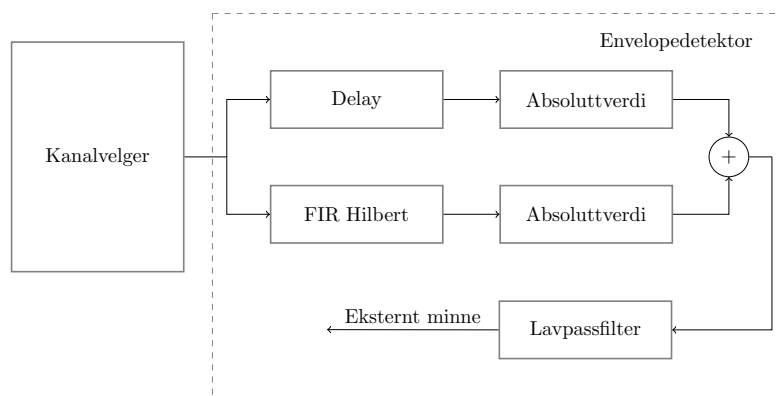 Envelopedetektor
Kanalvelger
Delay
Absoluttverdi
+
FIR Hilbert
Absoluttverdi
Eksternt minne
Lavpassfilter